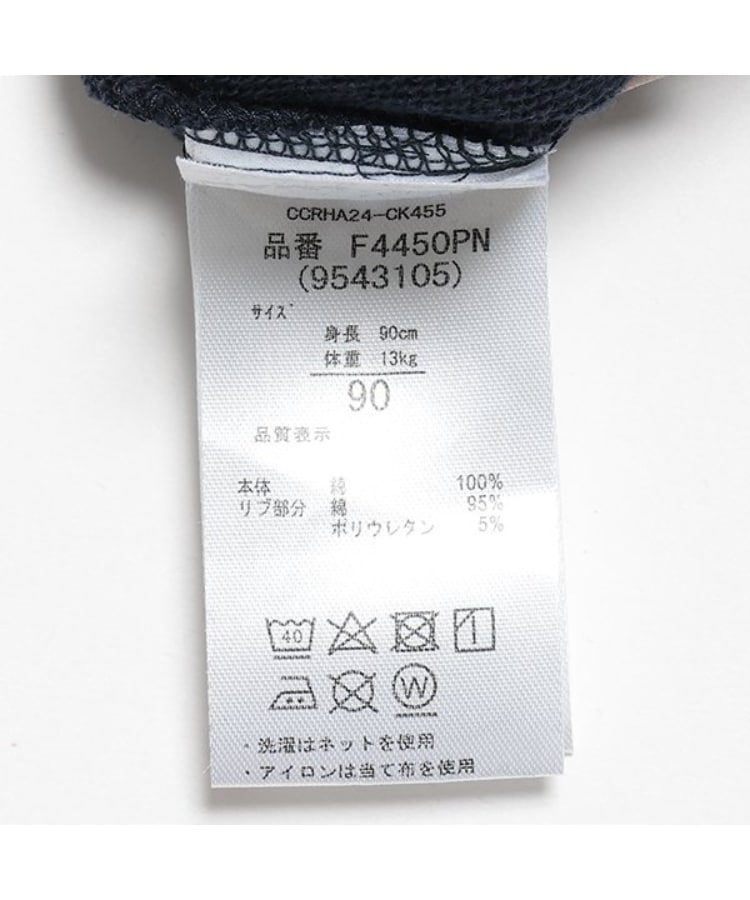 CCRHA24-CK455
品番 F4450PN
(9543105)
サイズ
身長 90cm
体重 13kg
90
品質表示
本体 綿 100%
リブ部分 綿 95%
ポリウレタン 5%
40
W
・洗濯はネットを使用
・アイロンは当て布を使用